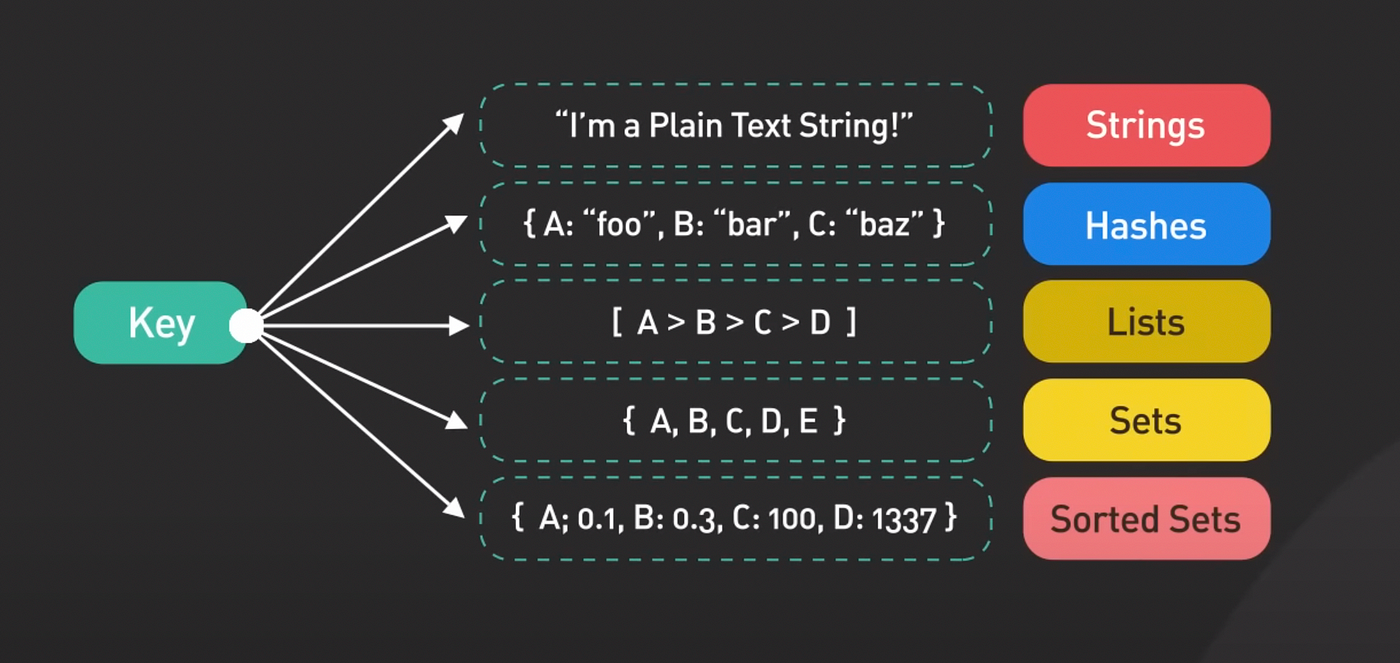 “I’m a Plain Text String!”
Strings
{ A: “foo”, B: “bar”, C: “baz” }
Hashes
Key
[ A > B > C > D ]
Lists
{ A, B, C, D, E }
Sets
{ A; 0.1, B: 0.3, C: 100, D: 1337 }
Sorted Sets